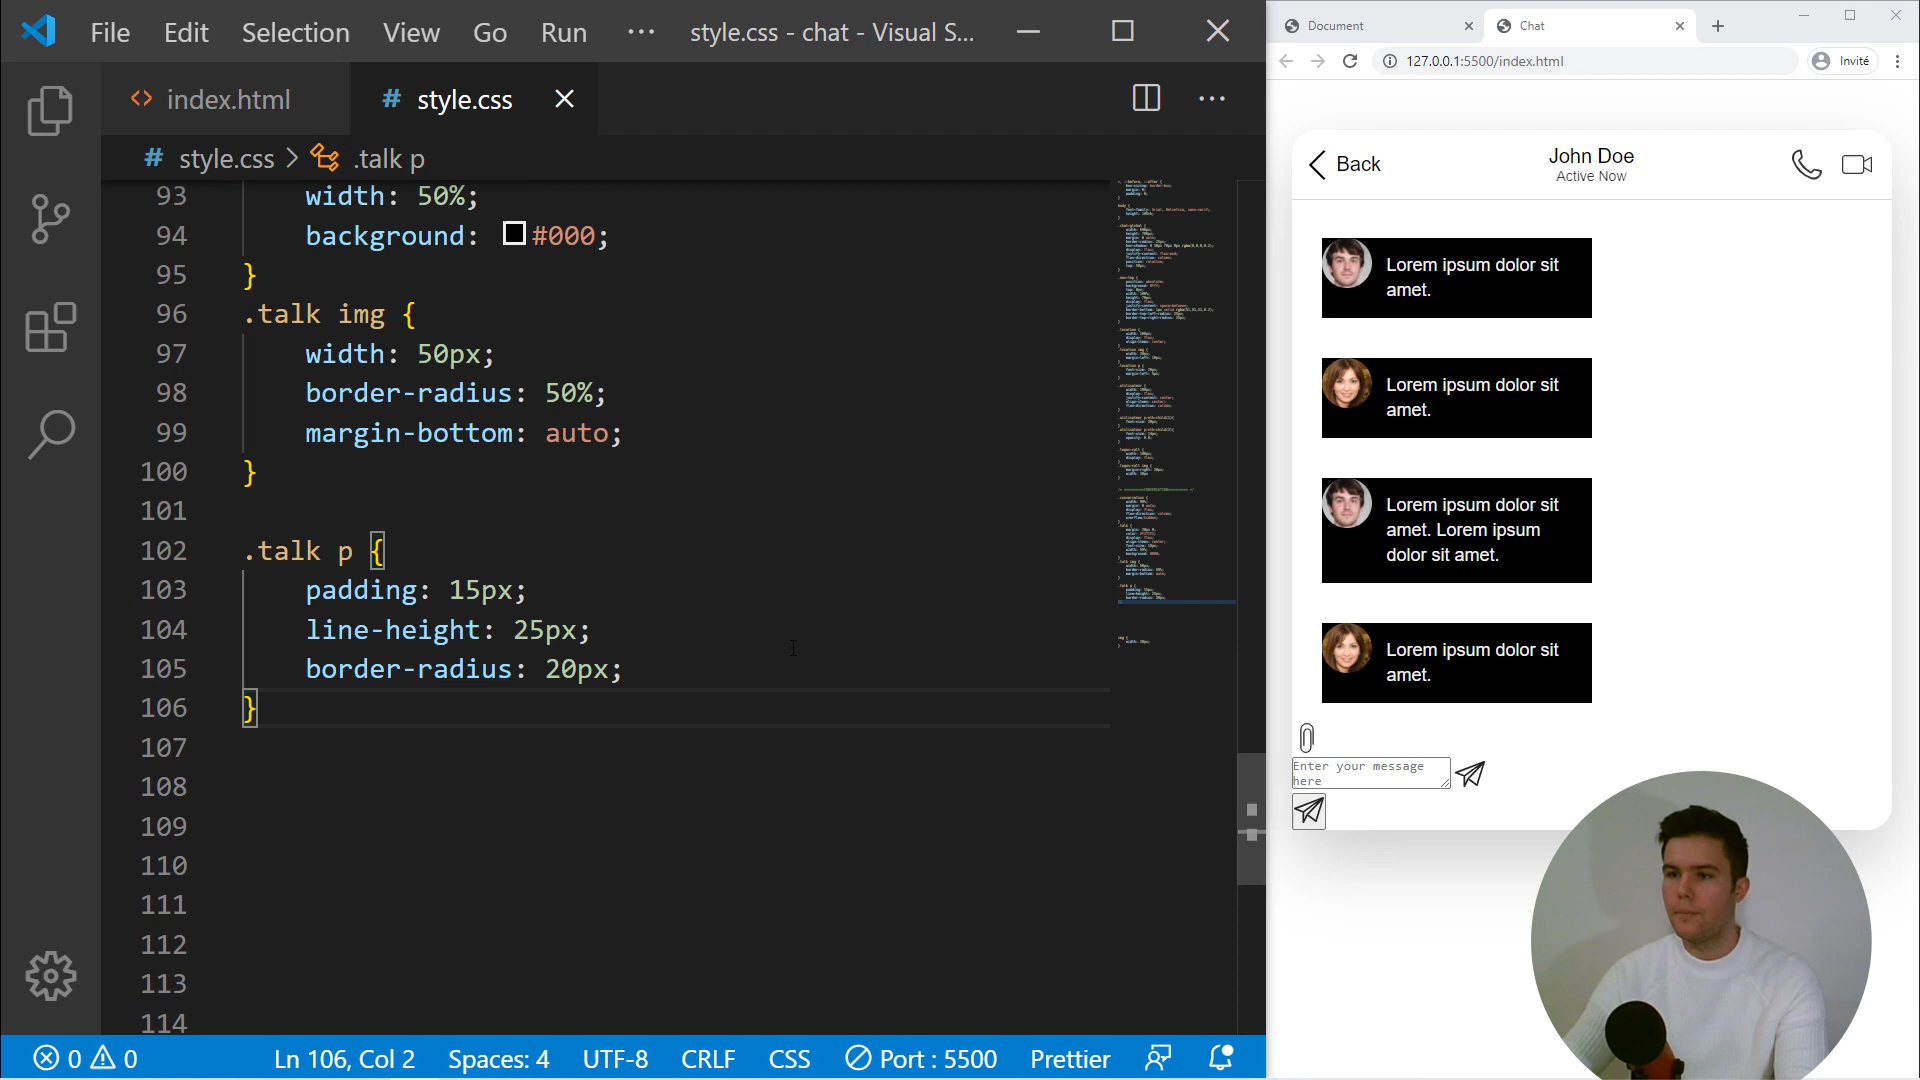 File Edit Selection View Go Run ··· style.css - chat - Visual S...
index.html
# style.css
# style.css > .talk p
93 width: 50%;
94 background: #000;
95 }
96 .talk img {
97 width: 50px;
98 border-radius: 50%;
99 margin-bottom: auto;
100 }
101
102 .talk p {
103 padding: 15px;
104 line-height: 25px;
105 border-radius: 20px;
106 }
107
108
109
110
111
112
113
114
0 0 Ln 106, Col 2 Spaces: 4 UTF-8 CRLF CSS Port : 5500 Prettier
Document Chat
127.0.0.1:5500/index.html Invité
Back
John Doe
Active Now
Lorem ipsum dolor sit
amet.
Lorem ipsum dolor sit
amet.
Lorem ipsum dolor sit
amet. Lorem ipsum
dolor sit amet.
Lorem ipsum dolor sit
amet.
Enter your message
here